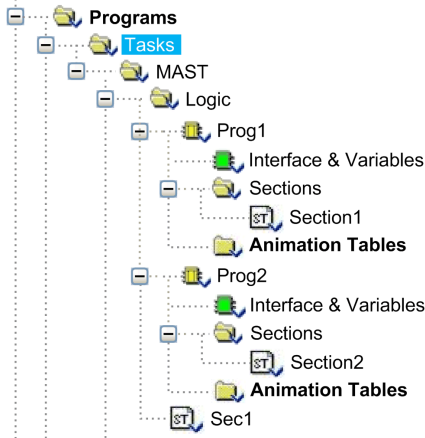 Programs
Tasks
MAST
Logic
Prog1
Interface & Variables
Sections
ST Section1
Animation Tables
Prog2
Interface & Variables
Sections
ST Section2
Animation Tables
ST Sec1